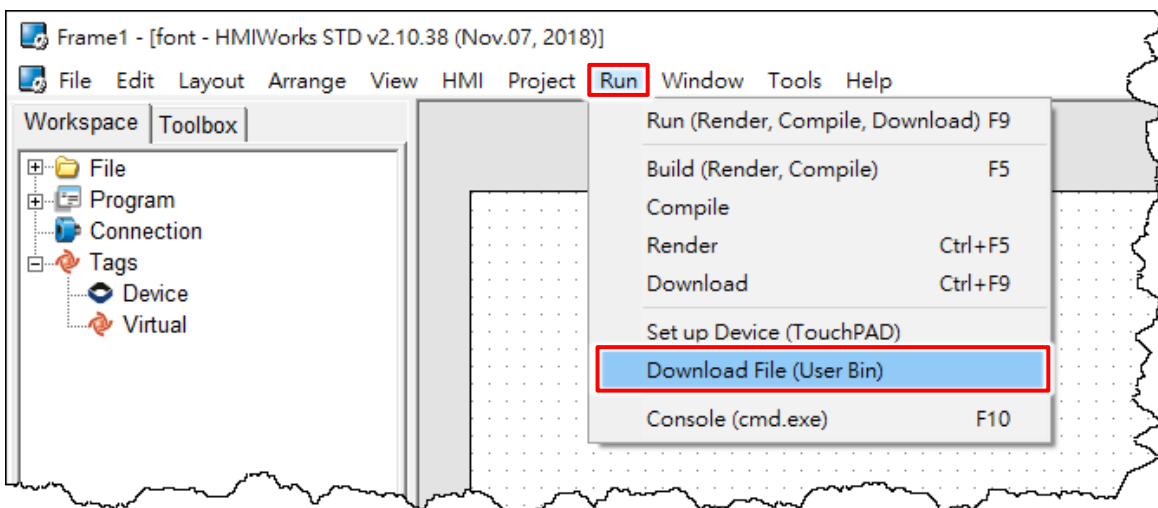 Frame1 - [font - HMIWorks STD v2.10.38 (Nov.07, 2018)]
File Edit Layout Arrange View HMI Project Run Window Tools Help
Workspace Toolbox
File
Program
Connection
Tags
Device
Virtual
Run (Render, Compile, Download) F9
Build (Render, Compile) F5
Compile
Render Ctrl+F5
Download Ctrl+F9
Set up Device (TouchPAD)
Download File (User Bin)
Console (cmd.exe) F10